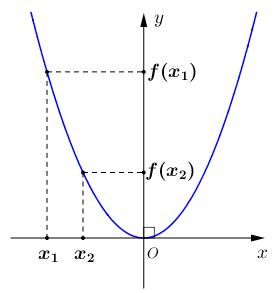 y
f(x₁)
f(x₂)
x₁ x₂ O x